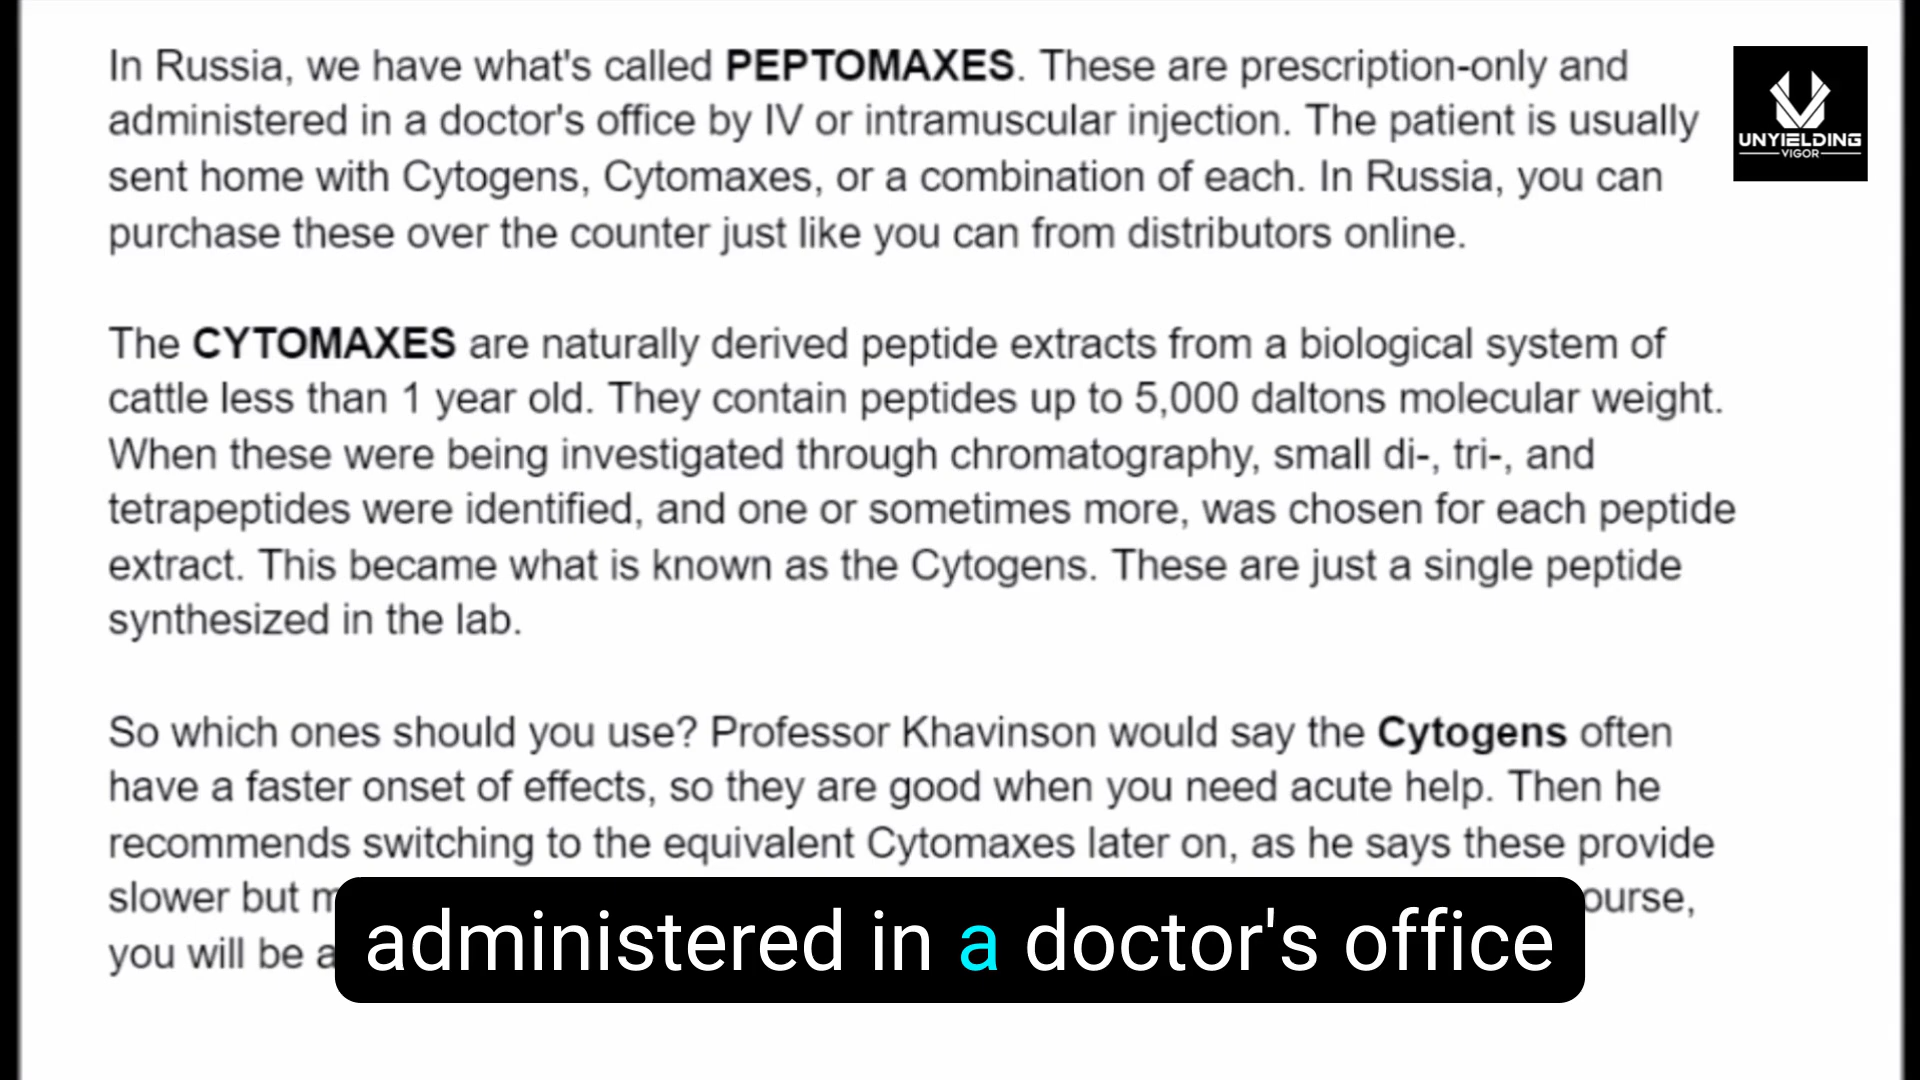 In Russia, we have what's called PEPTOMAXES. These are prescription-only and
administered in a doctor's office by IV or intramuscular injection. The patient is usually
sent home with Cytogens, Cytomaxes, or a combination of each. In Russia, you can
purchase these over the counter just like you can from distributors online.
UNYIELDING
VIGOR
The CYTOMAXES are naturally derived peptide extracts from a biological system of
cattle less than 1 year old. They contain peptides up to 5,000 daltons molecular weight.
When these were being investigated through chromatography, small di-, tri-, and
tetrapeptides were identified, and one or sometimes more, was chosen for each peptide
extract. This became what is known as the Cytogens. These are just a single peptide
synthesized in the lab.
So which ones should you use? Professor Khavinson would say the Cytogens often
have a faster onset of effects, so they are good when you need acute help. Then he
recommends switching to the equivalent Cytomaxes later on, as he says these provide
slower but
you will be
administered in a doctor's office